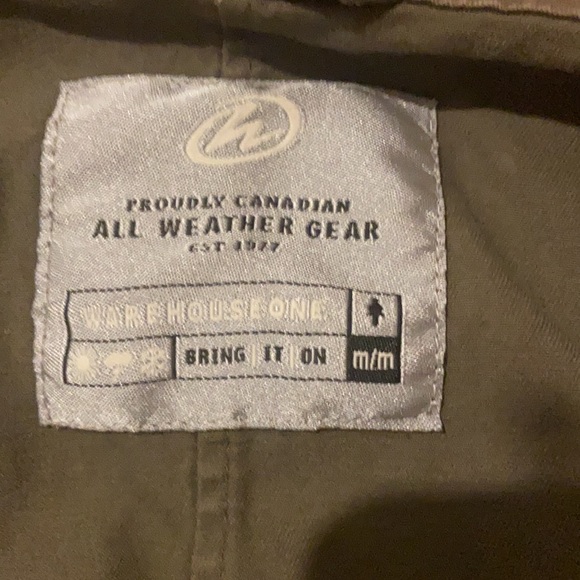 PROUDLY CANADIAN
ALL WEATHER GEAR
EST 1977
WAREHOUSE ONE
BRING IT ON m/m